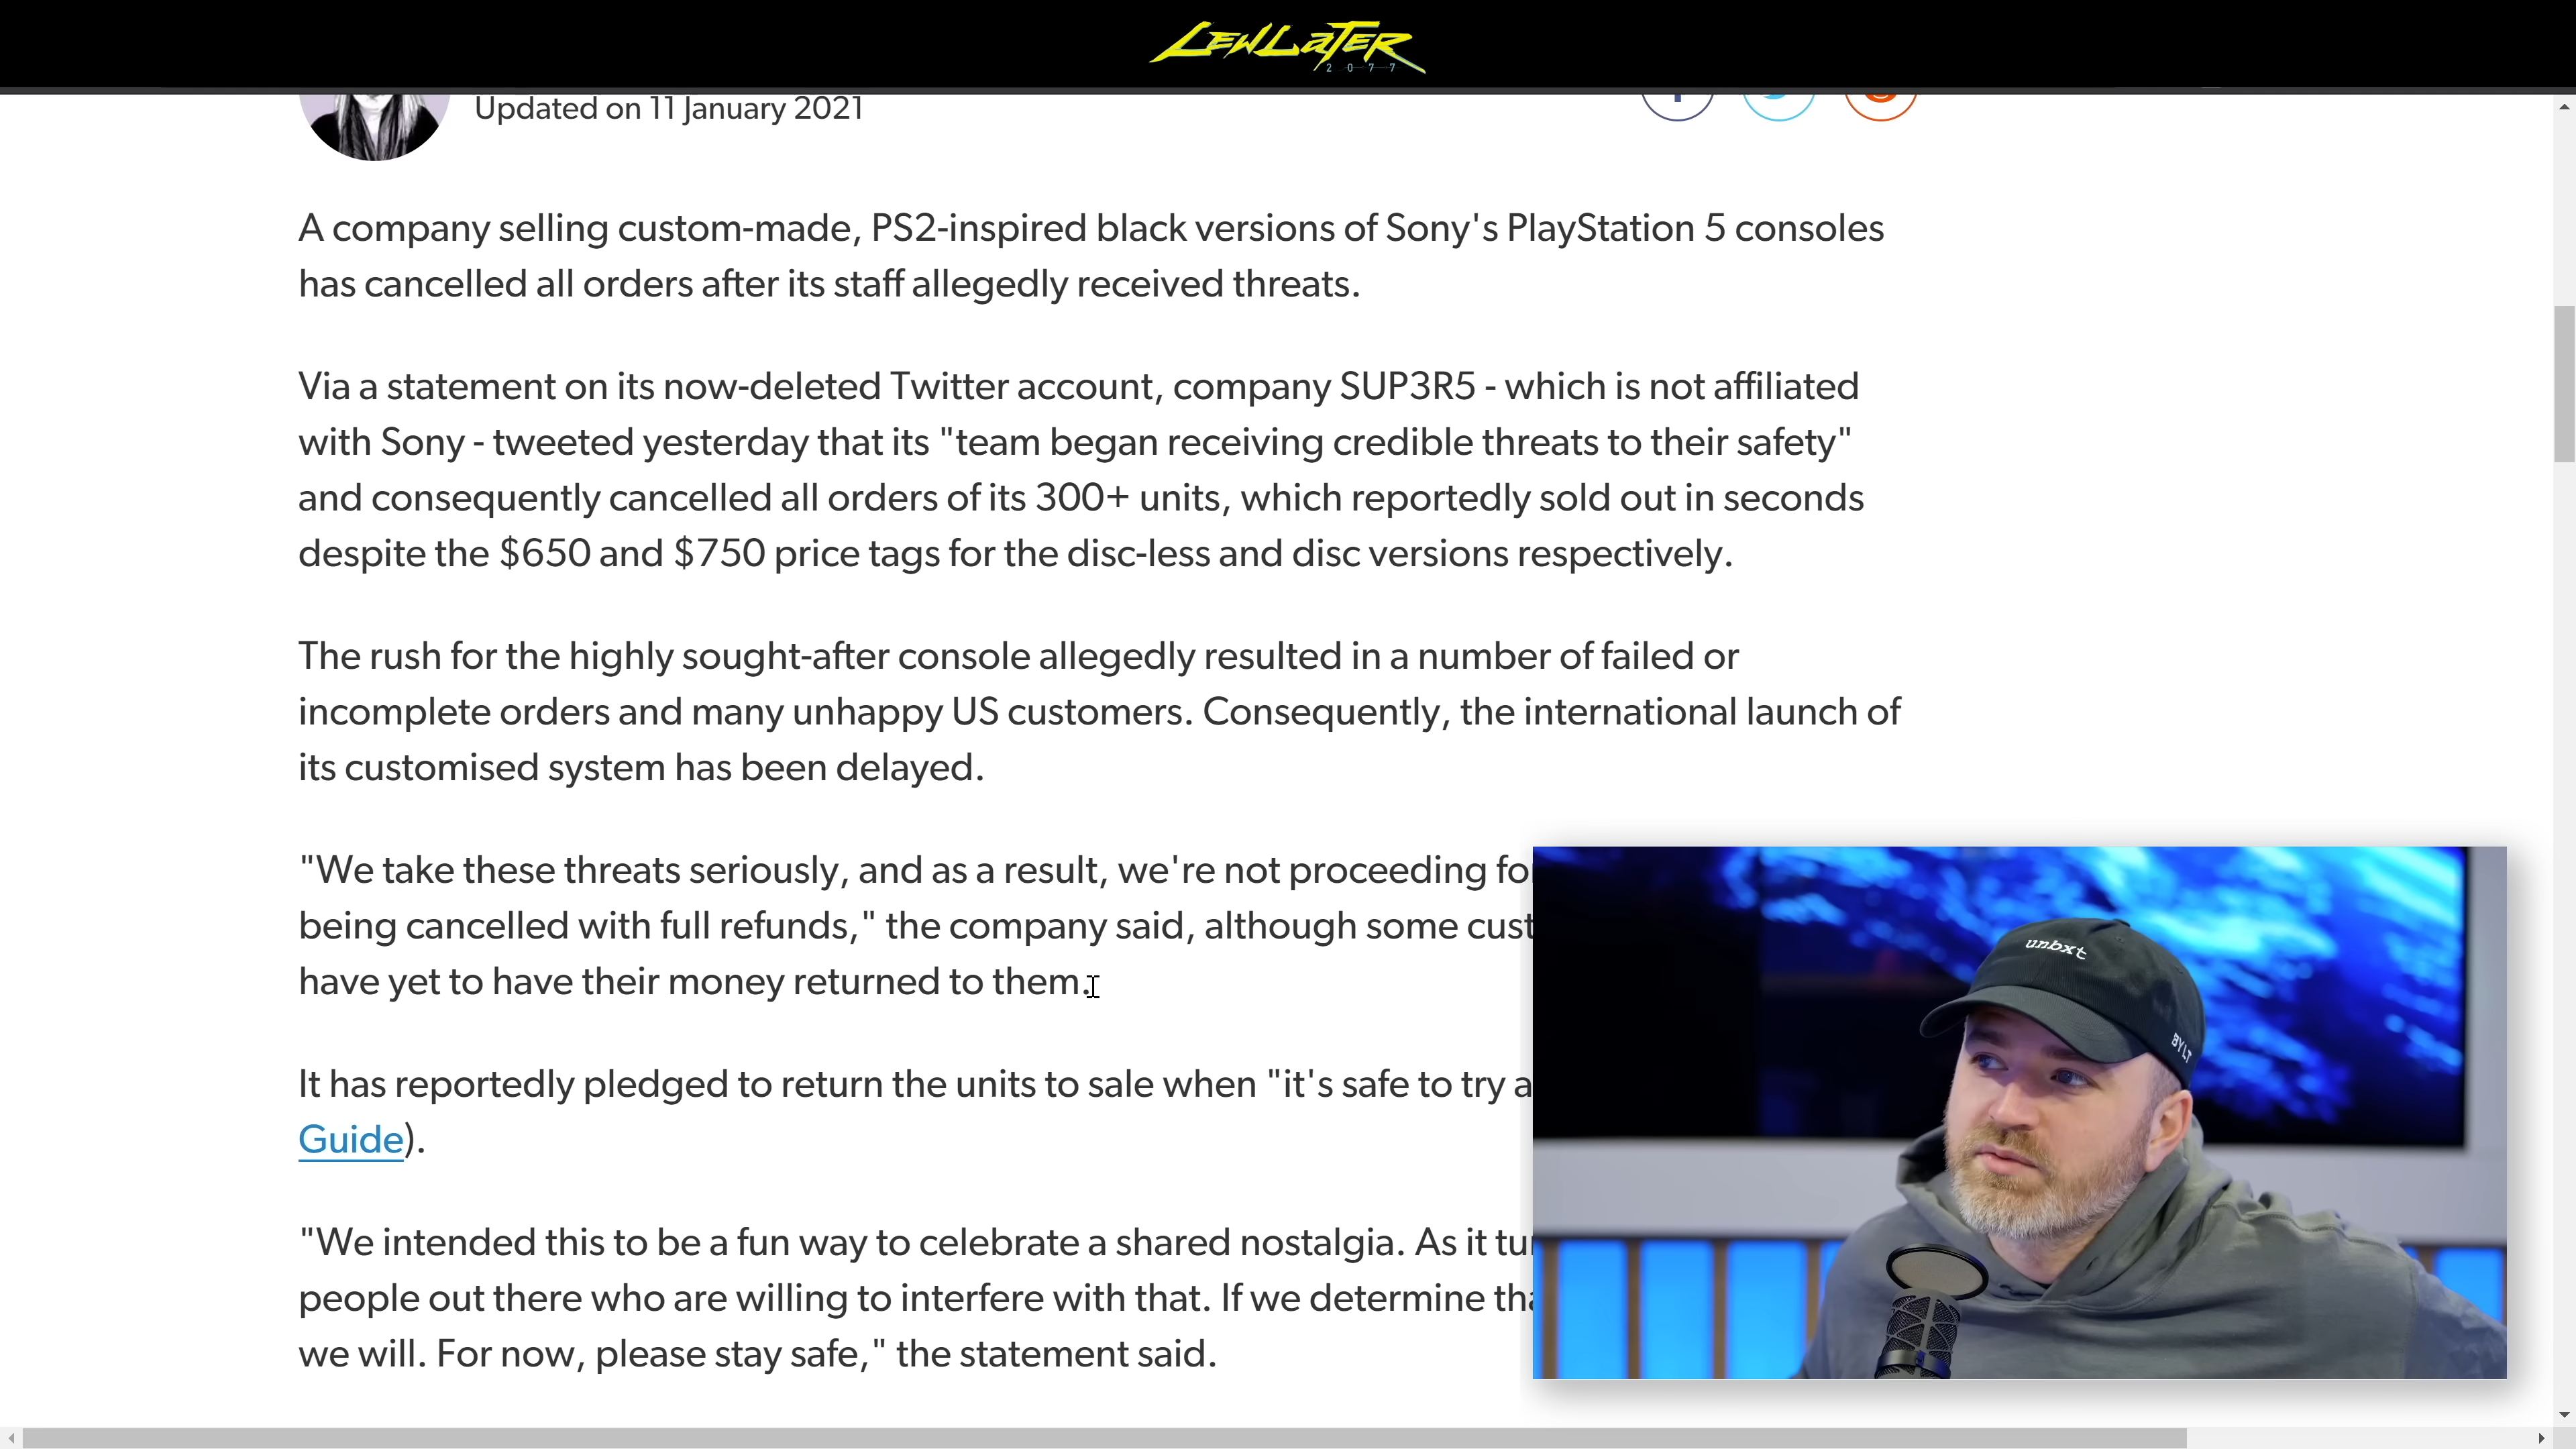 LEWLATER
2077
Updated on 11 January 2021
A company selling custom-made, PS2-inspired black versions of Sony's PlayStation 5 consoles
has cancelled all orders after its staff allegedly received threats.
Via a statement on its now-deleted Twitter account, company SUP3R5 - which is not affiliated
with Sony - tweeted yesterday that its "team began receiving credible threats to their safety"
and consequently cancelled all orders of its 300+ units, which reportedly sold out in seconds
despite the $650 and $750 price tags for the disc-less and disc versions respectively.
The rush for the highly sought-after console allegedly resulted in a number of failed or
incomplete orders and many unhappy US customers. Consequently, the international launch of
its customised system has been delayed.
"We take these threats seriously, and as a result, we're not proceeding
being cancelled with full refunds," the company said, although some
have yet to have their money returned to them.
It has reportedly pledged to return the units to sale when "it's safe to try
Guide).
"We intended this to be a fun way to celebrate a shared nostalgia. As it
people out there who are willing to interfere with that. If we determine
we will. For now, please stay safe," the statement said.
unbxt
BYLT